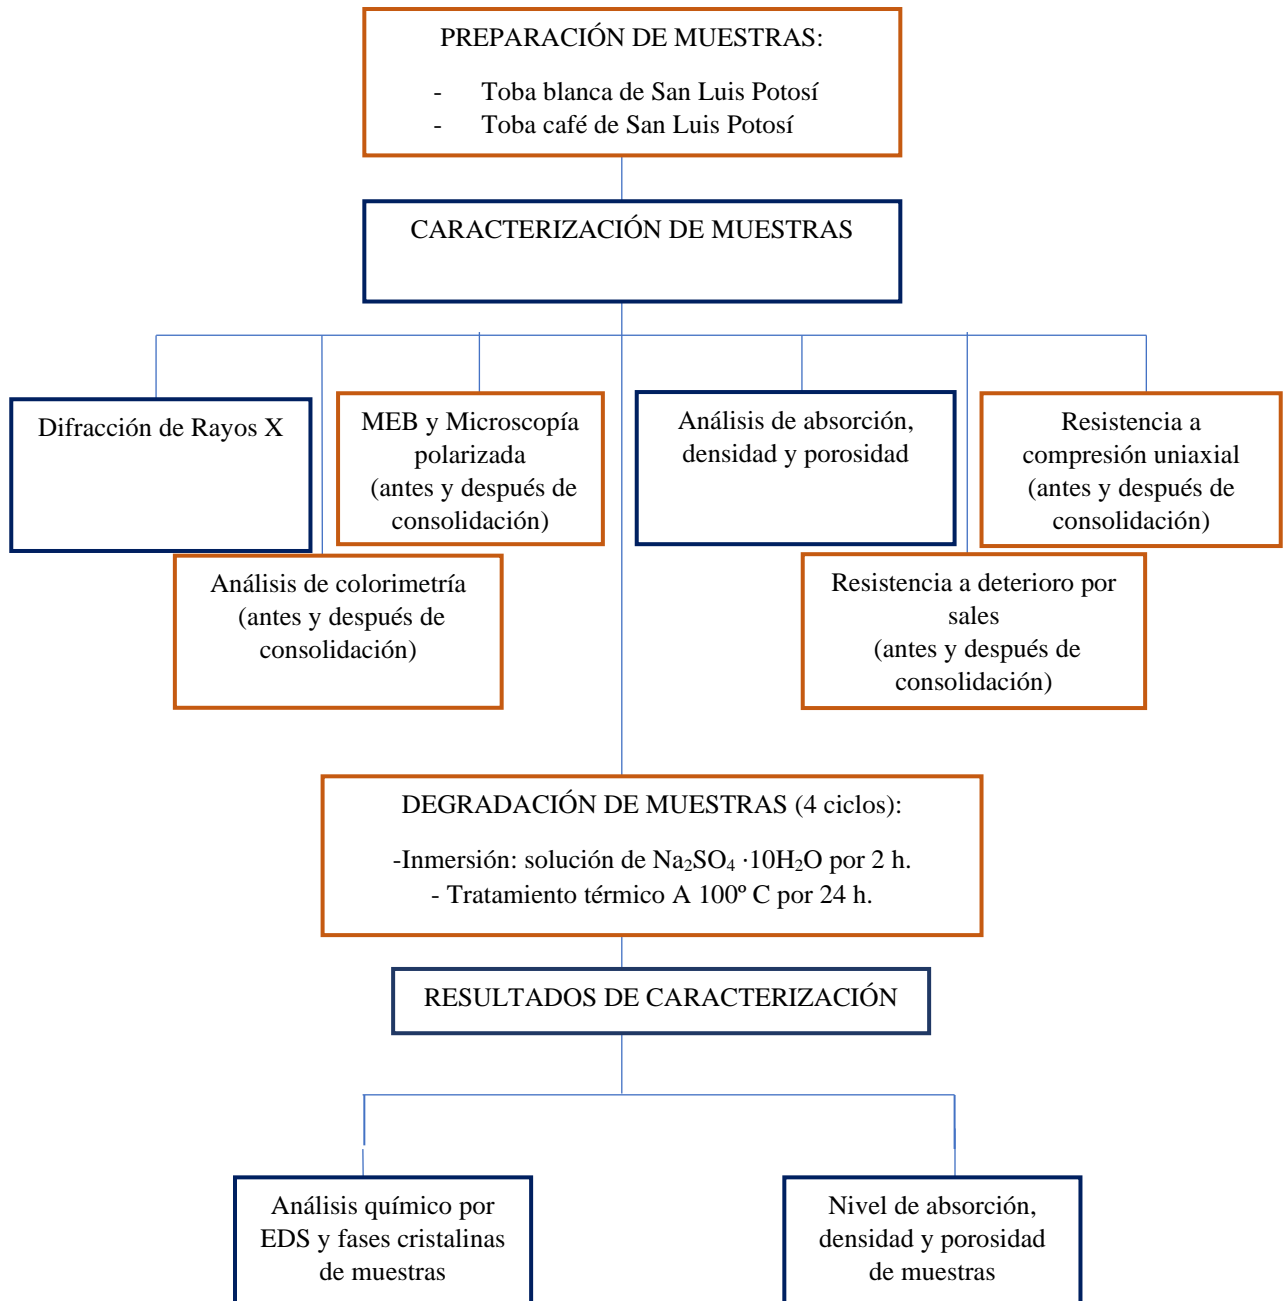 PREPARACIÓN DE MUESTRAS:
- Toba blanca de San Luis Potosí
- Toba café de San Luis Potosí
CARACTERIZACIÓN DE MUESTRAS
Difracción de Rayos X
MEB y Microscopía
polarizada
(antes y después de
consolidación)
Análisis de absorción,
densidad y porosidad
Resistencia a
compresión uniaxial
(antes y después de
consolidación)
Análisis de colorimetría
(antes y después de
consolidación)
Resistencia a deterioro por
sales
(antes y después de
consolidación)
DEGRADACIÓN DE MUESTRAS (4 ciclos):
-Inmersión: solución de Na₂SO₄ ·10H₂O por 2 h.
- Tratamiento térmico A 100º C por 24 h.
RESULTADOS DE CARACTERIZACIÓN
Análisis químico por
EDS y fases cristalinas
de muestras
Nivel de absorción,
densidad y porosidad
de muestras